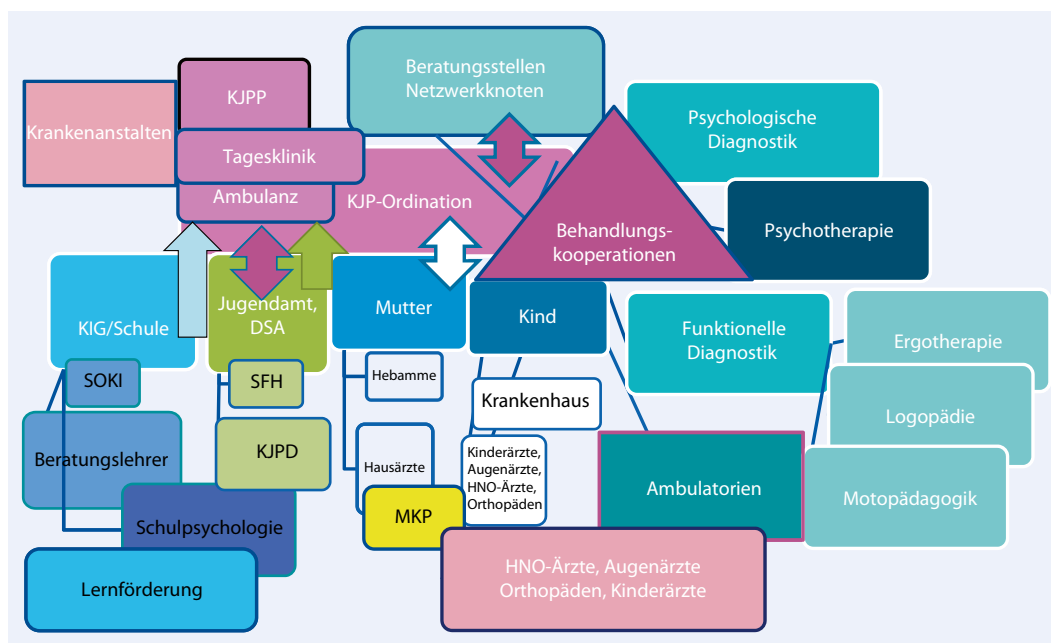 KJPP
Krankenanstalten
Tagesklinik
Ambulanz
KJP-Ordination
Beratungsstellen
Netzwerkknoten
Psychologische
Diagnostik
Behandlungs-
kooperationen
Psychotherapie
KIG/Schule
Jugendamt,
DSA
Mutter
Kind
Funktionelle
Diagnostik
Ergotherapie
SOKI
SFH
Hebamme
Krankenhaus
Logopädie
Beratungslehrer
KJPD
Hausärzte
Kinderärzte,
Augenärzte,
HNO-Ärzte,
Orthopäden
Ambulatorien
Motopädagogik
MKP
Schulpsychologie
Lernförderung
HNO-Ärzte, Augenärzte
Orthopäden, Kinderärzte